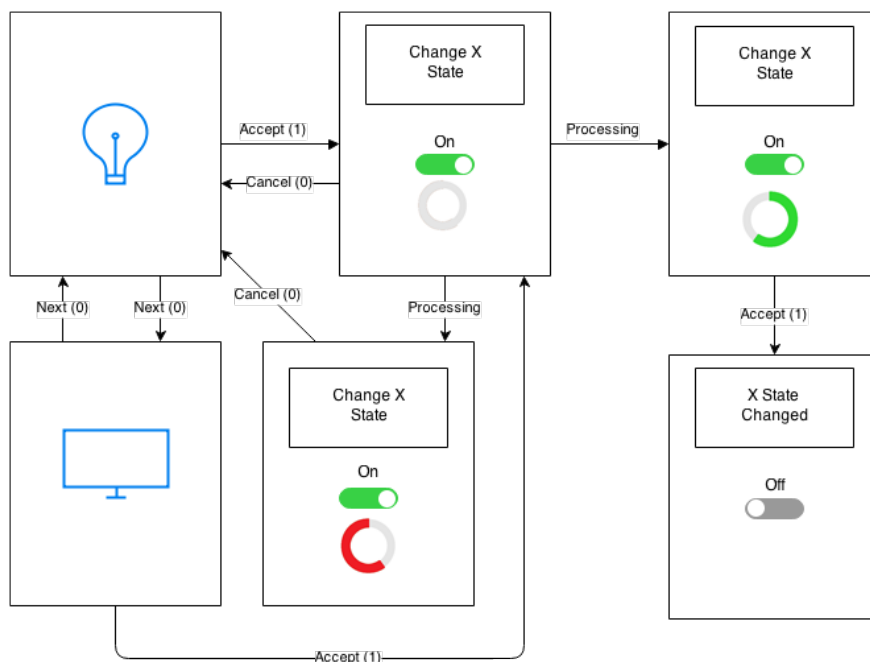 Change X
State
Change X
State
Accept (1)
Processing
On
On
Cancel (0)
Cancel (0)
Next (0)
Next (0)
Processing
Accept (1)
Change X
State
X State
Changed
On
Off
Accept (1)